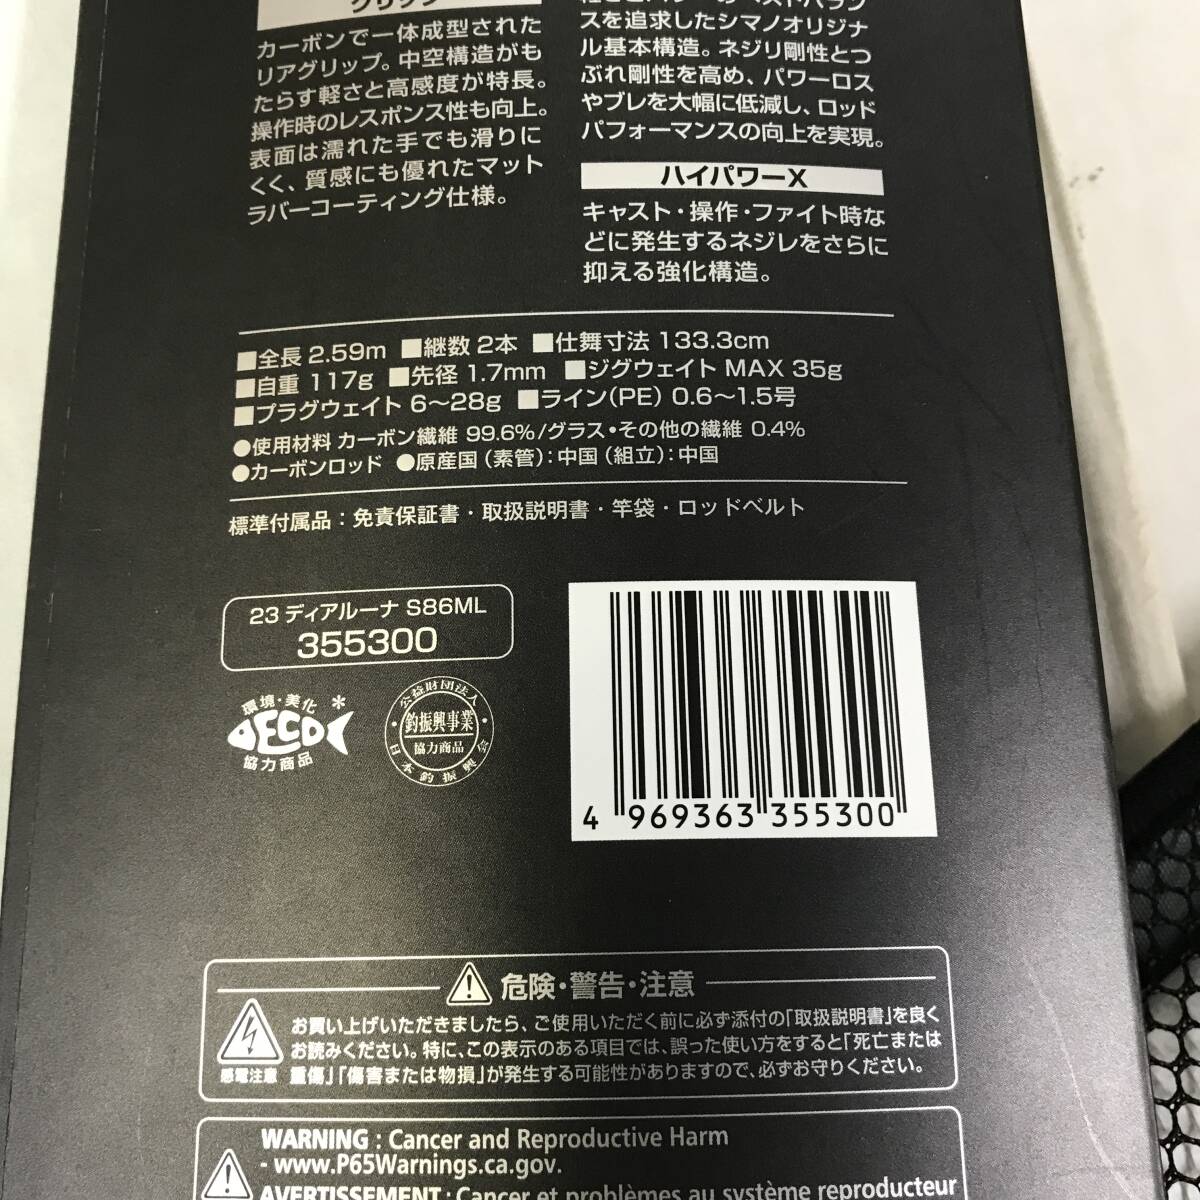 グリップ
カーボンで一体成型された
リアグリップ。中空構造がも
たらす軽さと高感度が特長。
操作時のレスポンス性も向上。
表面は濡れた手でも滑りに
くく、質感にも優れたマット
ラバーコーティング仕様。
スを追求したシマノオリジナ
ル基本構造。ネジリ剛性とつ
ぶれ剛性を高め、パワーロス
やブレを大幅に低減し、ロッド
パフォーマンスの向上を実現。
ハイパワーX
キャスト・操作・ファイト時な
どに発生するネジレをさらに
抑える強化構造。
■全長 2.59m ■継数 2本 ■仕舞寸法 133.3cm
■自重 117g ■先径 1.7mm ■ジグウェイト MAX 35g
■プラグウェイト 6～28g ■ライン(PE) 0.6～1.5号
●使用材料 カーボン繊維 99.6%/グラス・その他の繊維 0.4%
●カーボンロッド ●原産国(素管):中国(組立):中国
標準付属品:免責保証書・取扱説明書・竿袋・ロッドベルト
23 ディアルーナ S86ML
355300
環境・美化
DECO
協力商品
公益財団法人
釣振興事業
協力商品
日本釣振興会
4 969363 355300
危険・警告・注意
感電注意
お買い上げいただきましたら、ご使用いただく前に必ず添付の「取扱説明書」を良く
お読みください。特に、この表示のある項目では、誤った使い方をすると「死亡または
重傷」「傷害または物損」が発生する可能性がありますので、必ずお守りください。
WARNING : Cancer and Reproductive Harm
- www.P65Warnings.ca.gov.
AVERTISSEMENT : Cancer et problèmes au système reproducteur